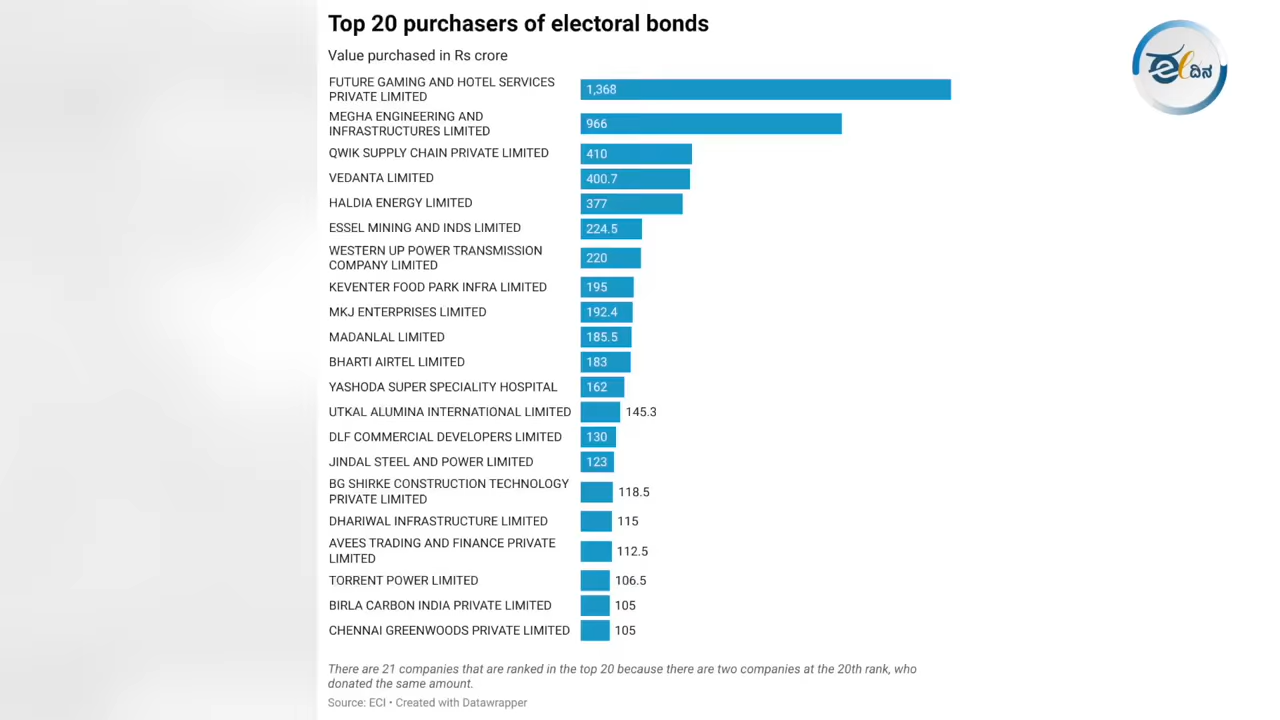 Top 20 purchasers of electoral bonds
Value purchased in Rs crore
FUTURE GAMING AND HOTEL SERVICES
PRIVATE LIMITED
1,368
MEGHA ENGINEERING AND
INFRASTRUCTURES LIMITED
966
QWIK SUPPLY CHAIN PRIVATE LIMITED
410
VEDANTA LIMITED
400.7
HALDIA ENERGY LIMITED
377
ESSEL MINING AND INDS LIMITED
224.5
WESTERN UP POWER TRANSMISSION
COMPANY LIMITED
220
KEVENTER FOOD PARK INFRA LIMITED
195
MKJ ENTERPRISES LIMITED
192.4
MADANLAL LIMITED
185.5
BHARTI AIRTEL LIMITED
183
YASHODA SUPER SPECIALITY HOSPITAL
162
UTKAL ALUMINA INTERNATIONAL LIMITED
145.3
DLF COMMERCIAL DEVELOPERS LIMITED
130
JINDAL STEEL AND POWER LIMITED
123
BG SHIRKE CONSTRUCTION TECHNOLOGY
PRIVATE LIMITED
118.5
DHARIWAL INFRASTRUCTURE LIMITED
115
AVEES TRADING AND FINANCE PRIVATE
LIMITED
112.5
TORRENT POWER LIMITED
106.5
BIRLA CARBON INDIA PRIVATE LIMITED
105
CHENNAI GREENWOODS PRIVATE LIMITED
105
There are 21 companies that are ranked in the top 20 because there are two companies at the 20th rank, who
donated the same amount.
Source: ECI • Created with Datawrapper